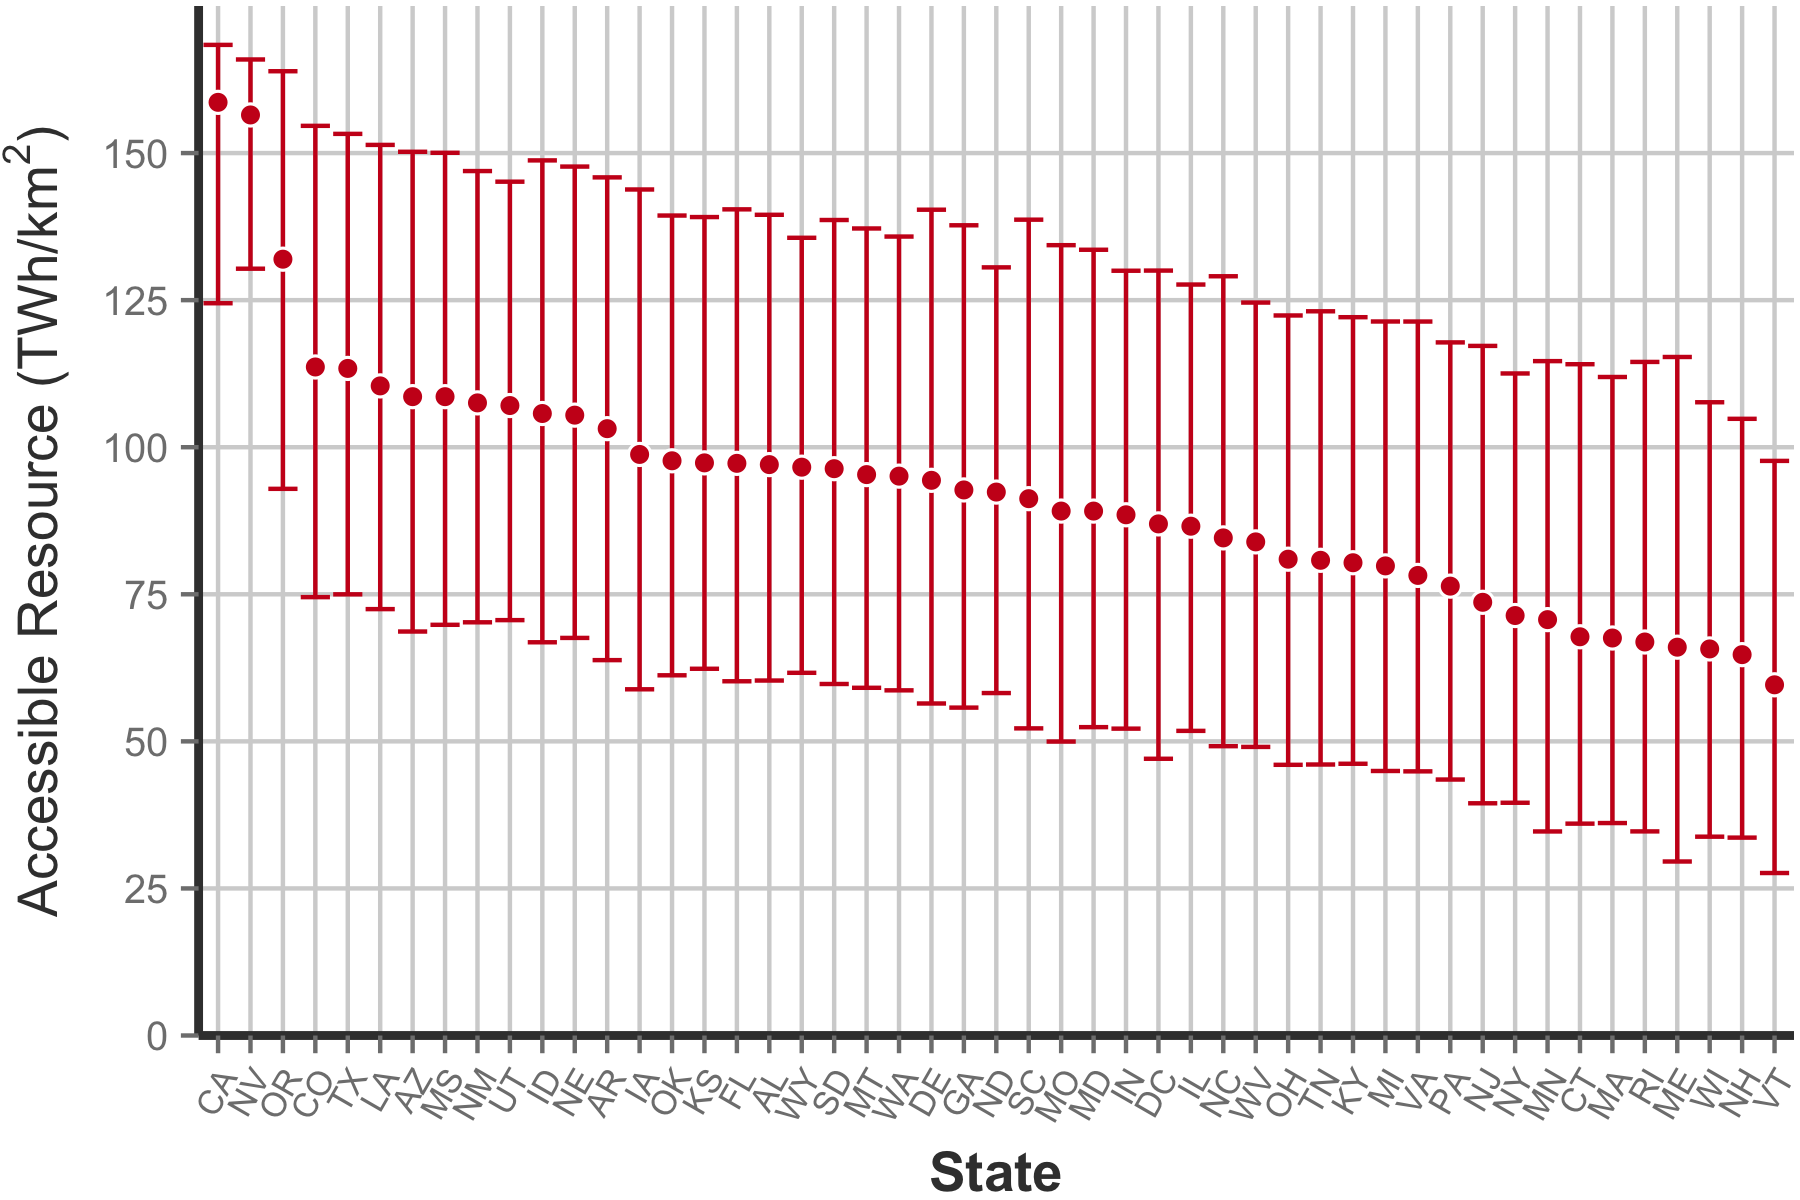 Accessible Resource (TWh/km²)
150
125
100
75
50
25
0
CA NV OR CO TX LA AZ MS NM UT ID NE AR IA OK KS FL AL WY SD MT WA DE GA ND SC MO MD IN DC IL NC WV OH TN KY MI VA PA NJ NY MN CT MA RI ME WI NH VT
State